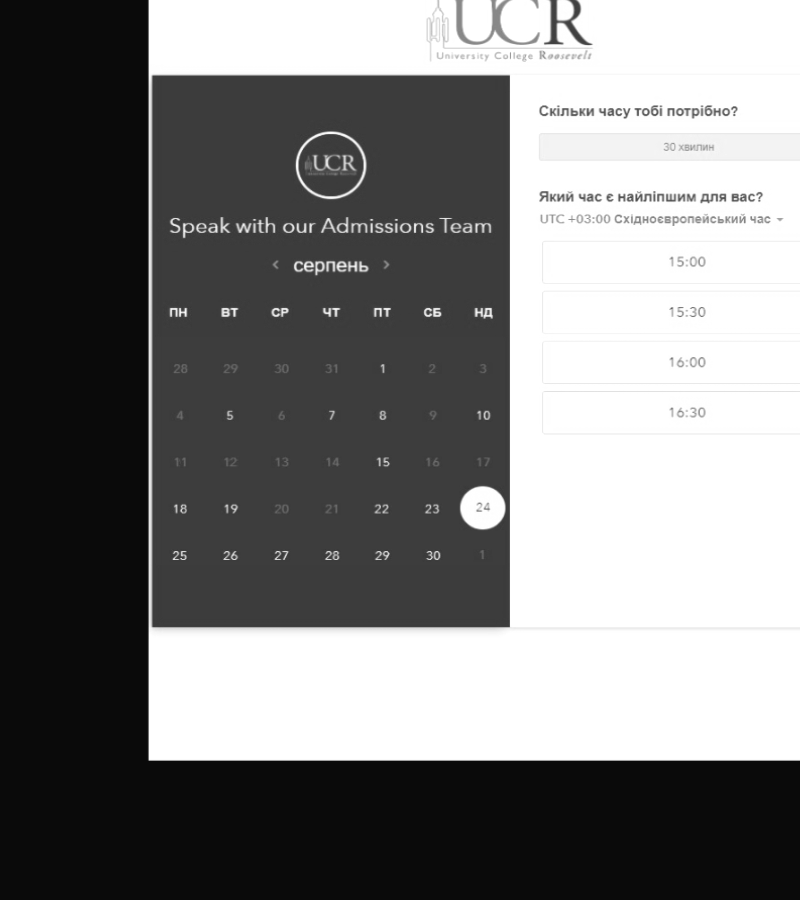 UCR
University College Roosevelt
UCR
Speak with our Admissions Team
< серпень >
ПН ВТ СР ЧТ ПТ СБ НД
28 29 30 31 1 2 3
4 5 6 7 8 9 10
11 12 13 14 15 16 17
18 19 20 21 22 23 24
25 26 27 28 29 30 1
Скільки часу тобі потрібно?
30 хвилин
Який час є найліпшим для вас?
UTC +03:00 Східноєвропейський час
15:00
15:30
16:00
16:30